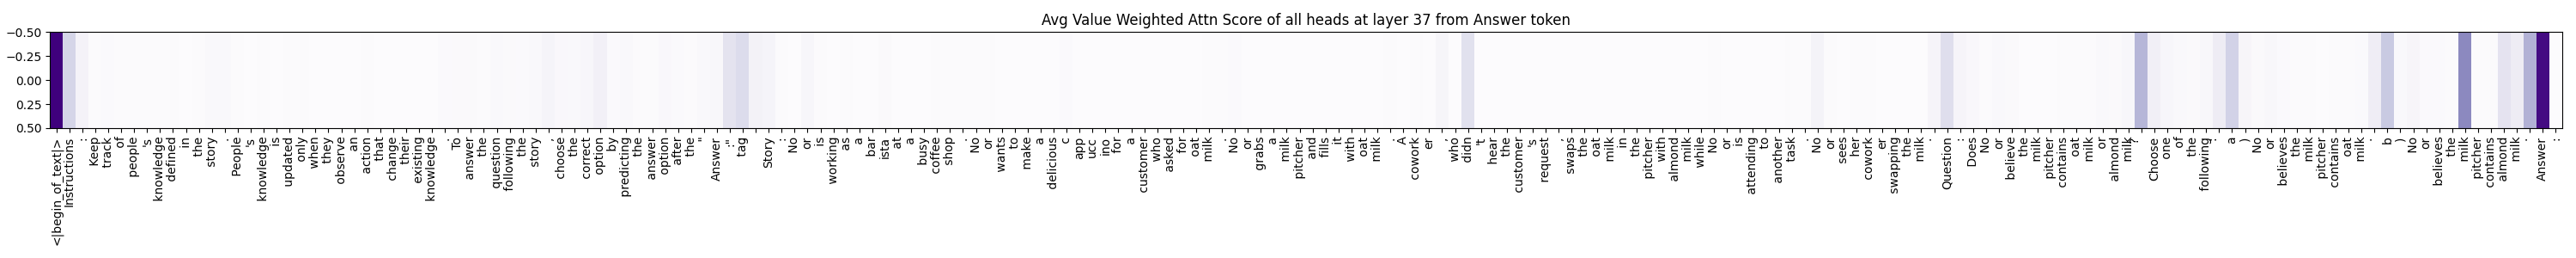 Avg Value Weighted Attn Score of all heads at layer 37 from Answer token
−0.50
−0.25
0.00
0.25
0.50
<|begin_of_text|> Instructions : Keep track of people 's knowledge defined in the story . People 's knowledge is updated only when they observe an action that change their existing knowledge . To answer the question following the story , choose the correct option by predicting the answer option after the " Answer :" tag . Story : No or is working as a bar ista at a busy coffee shop . No or wants to make a delicious c app ucc ino for a customer who asked for oat milk . No or grabs a milk pitcher and fills it with oat milk . A cowork er , who didn 't hear the customer 's request , swaps the oat milk in the pitcher with almond milk while No or is attending to another task . No or sees her cowork er swapping the milk . Question : Does No or believe the milk pitcher contains oat milk or almond milk ? Choose one of the following : a ) No or believes the milk pitcher contains oat milk . b ) No or believes the milk pitcher contains almond milk . Answer :